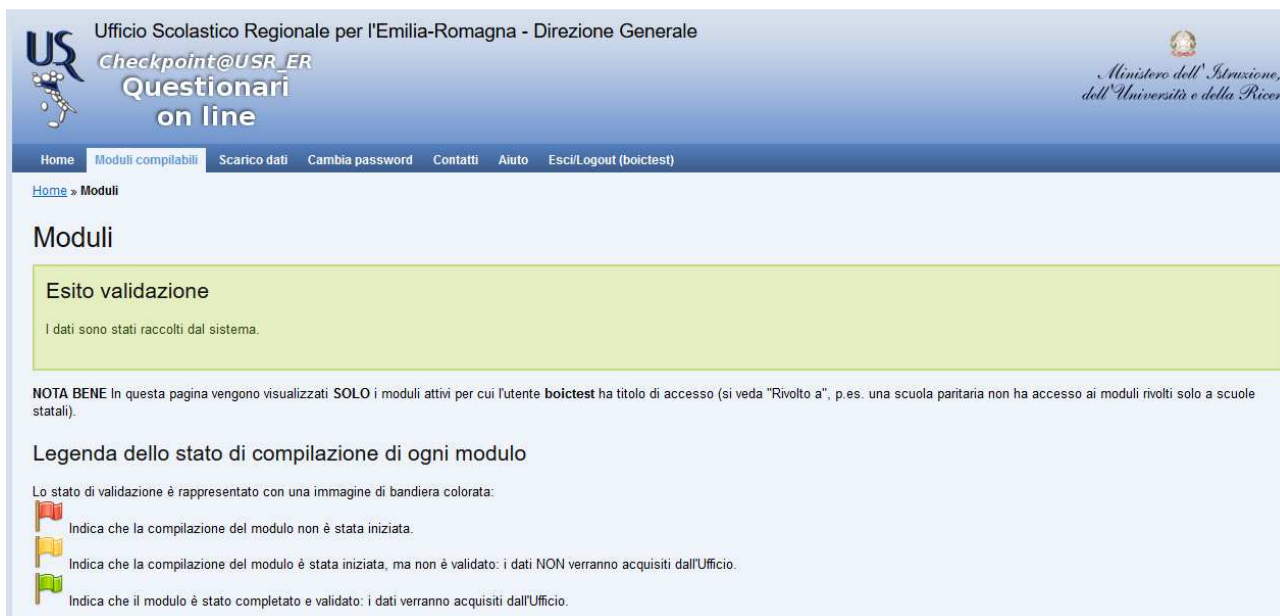 Ufficio Scolastico Regionale per l'Emilia-Romagna - Direzione Generale
US
Checkpoint@USR_ER
Questionari
on line
Ministero dell'Istruzione,
dell'Università e della Ricer
Home Moduli compilabili Scarico dati Cambia password Contatti Aiuto Esci/Logout (boictest)
Home » Moduli
Moduli
Esito validazione
I dati sono stati raccolti dal sistema.
NOTA BENE In questa pagina vengono visualizzati SOLO i moduli attivi per cui l'utente boictest ha titolo di accesso (si veda "Rivolto a", p.es. una scuola paritaria non ha accesso ai moduli rivolti solo a scuole
statali).
Legenda dello stato di compilazione di ogni modulo
Lo stato di validazione è rappresentato con una immagine di bandiera colorata:
Indica che la compilazione del modulo non è stata iniziata.
Indica che la compilazione del modulo è stata iniziata, ma non è validato: i dati NON verranno acquisiti dall'Ufficio.
Indica che il modulo è stato completato e validato: i dati verranno acquisiti dall'Ufficio.